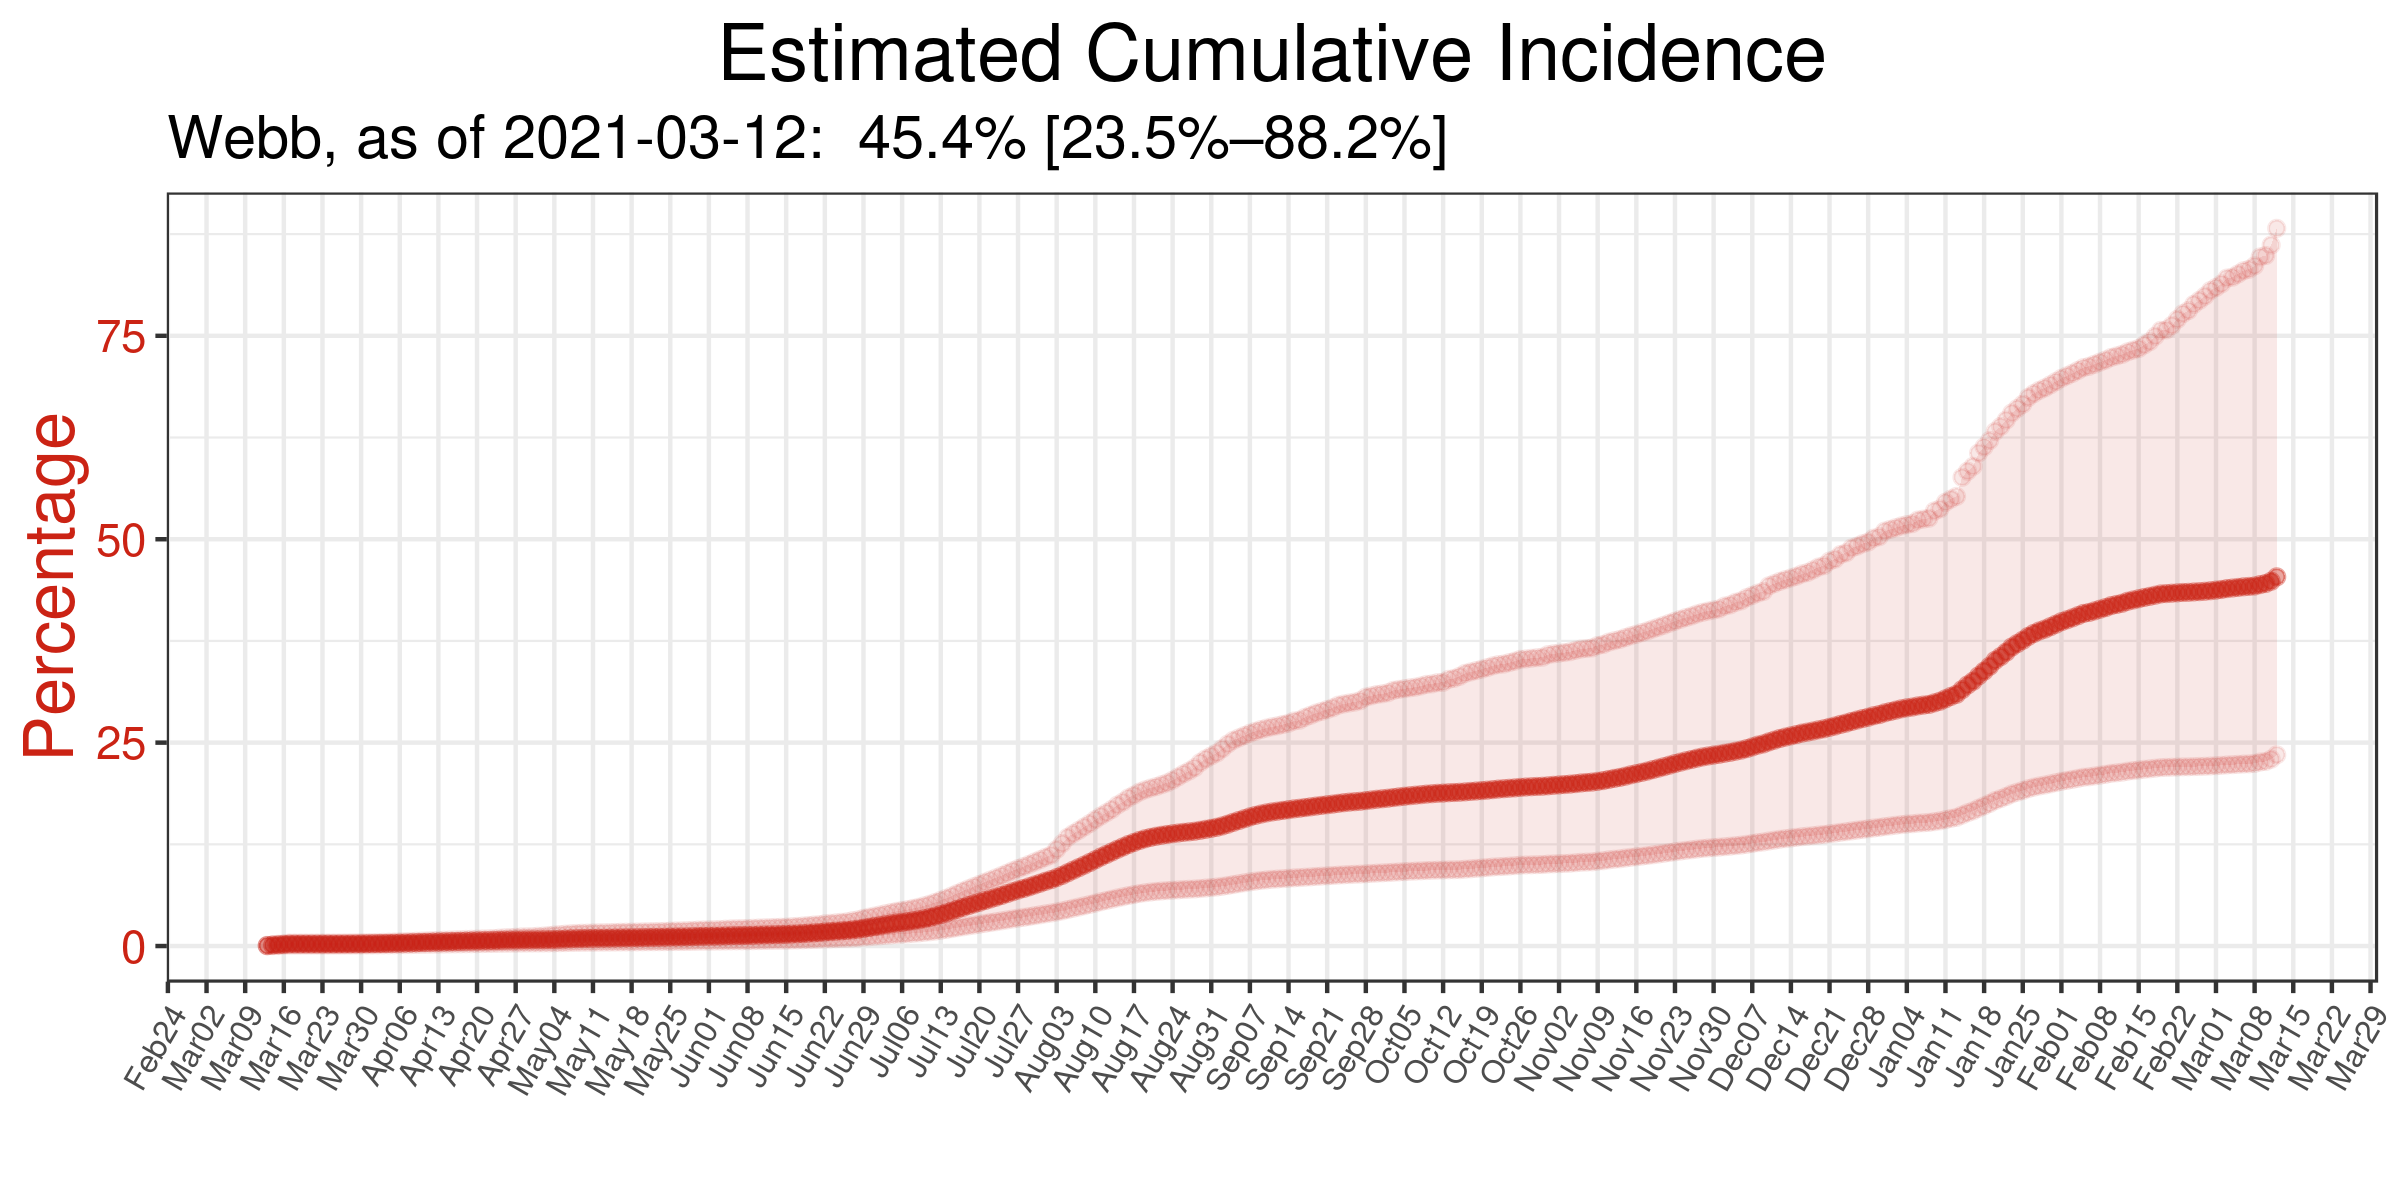 Estimated Cumulative Incidence
Webb, as of 2021-03-12:  45.4% [23.5%–88.2%]
Percentage
75
50
25
0
Feb24
Mar02
Mar09
Mar16
Mar23
Mar30
Apr06
Apr13
Apr20
Apr27
May04
May11
May18
May25
Jun01
Jun08
Jun15
Jun22
Jun29
Jul06
Jul13
Jul20
Jul27
Aug03
Aug10
Aug17
Aug24
Aug31
Sep07
Sep14
Sep21
Sep28
Oct05
Oct12
Oct19
Oct26
Nov02
Nov09
Nov16
Nov23
Nov30
Dec07
Dec14
Dec21
Dec28
Jan04
Jan11
Jan18
Jan25
Feb01
Feb08
Feb15
Feb22
Mar01
Mar08
Mar15
Mar22
Mar29